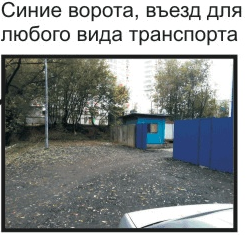 Синие ворота, въезд для
любого вида транспорта